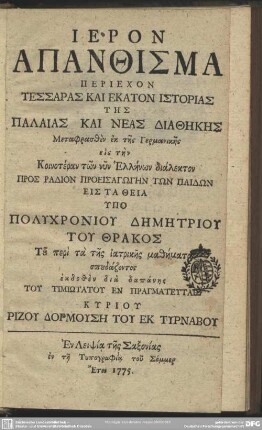 ΙΕΡΟΝ
ΑΠΑΝΘΙΣΜΑ
ΠΕΡΙΕΧΟΝ
ΤΕΣΣΑΡΑΣ ΚΑΙ ΕΚΑΤΟΝ ΙΣΤΟΡΙΑΣ
ΤΗΣ
ΠΑΛΑΙΑΣ ΚΑΙ ΝΕΑΣ ΔΙΑΘΗΚΗΣ
Μεταφρασθὲν ἐκ τῆς Γερμανικῆς
εἰς τὴν
Κοινοτέραν τῶν νῦν Ἑλλήνων διάλεκτον
ΠΡΟΣ ΡΑΔΙΟΝ ΠΡΟΕΙΣΑΓΩΓΗΝ ΤΩΝ ΠΑΙΔΩΝ
ΕΙΣ ΤΑ ΘΕΙΑ
ΥΠΟ
ΠΟΛΥΧΡΟΝΙΟΥ ΔΗΜΗΤΡΙΟΥ
ΤΟΥ ΘΡΑΚΟΣ
Τοῦ περὶ τὰ τῆς ἰατρικῆς μαθήματα
σπουδάζοντος
ἐκδοθὲν διὰ δαπάνης
ΤΟΥ ΤΙΜΙΩΤΑΤΟΥ ΕΝ ΠΡΑΓΜΑΤΕΥΤΑΙΣ
ΚΥΡΙΟΥ
ΡΙΖΟΥ ΔΟΡΜΟΥΣΗ ΤΟΥ ΕΚ ΤΥΡΝΑΒΟΥ
Ἐν Λειψίᾳ τῆς Σαξονίας
ἐν τῇ Τυπογραφίᾳ τοῦ Σόμμερ
Ἔτει 1775.
DFG